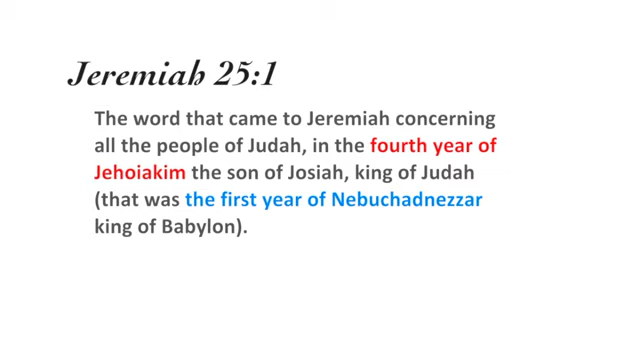 Jeremiah 25:1
The word that came to Jeremiah concerning
all the people of Judah, in the fourth year of
Jehoiakim the son of Josiah, king of Judah
(that was the first year of Nebuchadnezzar
king of Babylon).